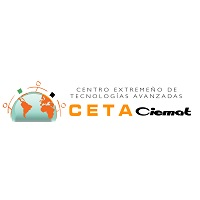 CENTRO EXTREMEÑO DE
TECNOLOGÍAS AVANZADAS
CETA Ciemat